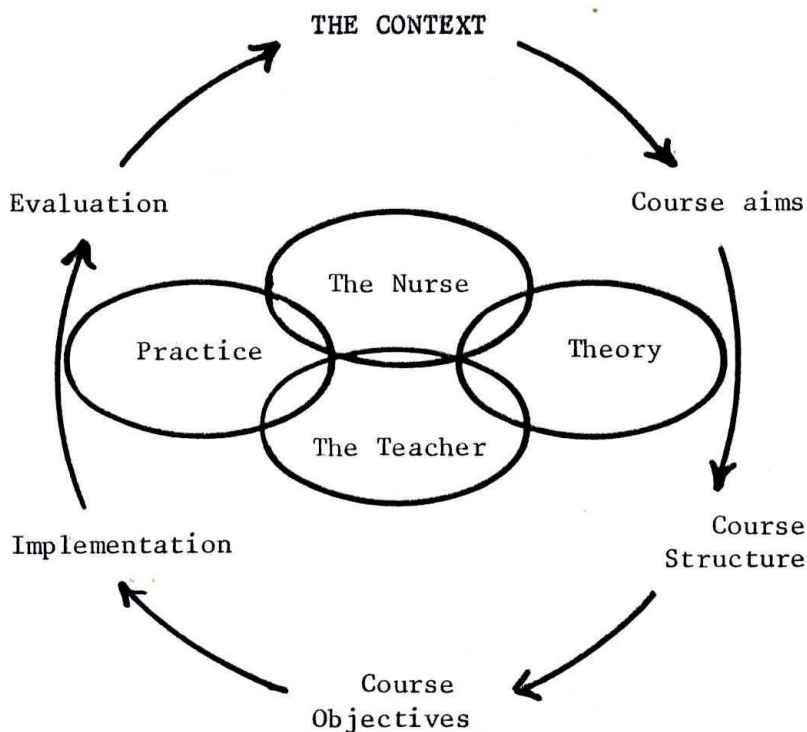 THE CONTEXT
Evaluation
Course aims
The Nurse
Practice
Theory
The Teacher
Implementation
Course
Structure
Course
Objectives